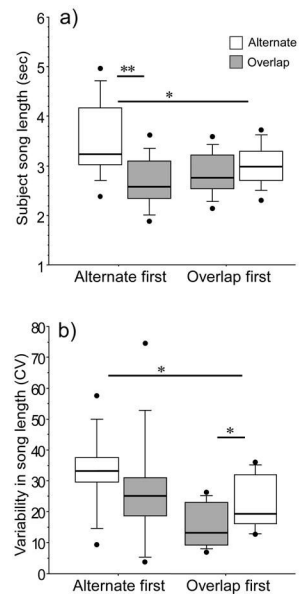 a)
Alternate
Overlap
**
*
Subject song length (sec)
6
5
4
3
2
1
Alternate first Overlap first
b)
*
*
Variability in song length (CV)
80
70
60
50
40
30
20
10
0
Alternate first Overlap first